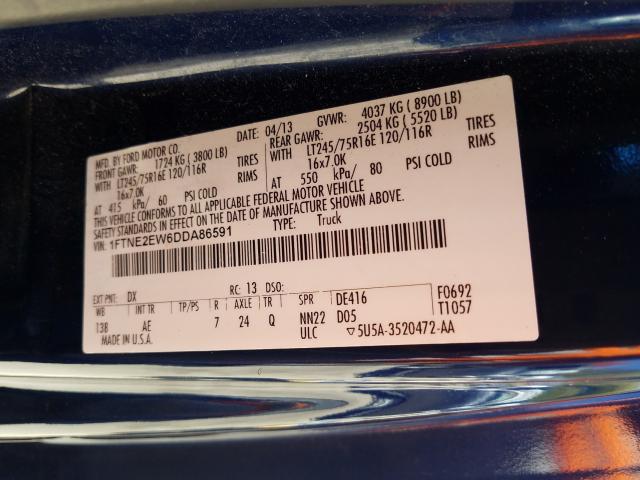 MFD. BY FORD MOTOR CO. DATE: 04/13 GVWR: 4037 KG ( 8900 LB)
FRONT GAWR: 1724 KG ( 3800 LB) REAR GAWR: 2504 KG ( 5520 LB)
WITH LT245/75R16E 120/116R TIRES WITH LT245/75R16E 120/116R TIRES
16x7.0K RIMS 16x7.0K RIMS
AT 415 kPa/ 60 PSI COLD AT 550 kPa/ 80 PSI COLD
THIS VEHICLE CONFORMS TO ALL APPLICABLE FEDERAL MOTOR VEHICLE
SAFETY STANDARDS IN EFFECT ON THE DATE OF MANUFACTURE SHOWN ABOVE.
VIN: 1FTNE2EW6DDA86591 TYPE: Truck
EXT PNT: DX RC: 13 DSO:
WB INT TR TP/PS R AXLE TR SPR DE416 F0692
138 AE 7 24 Q NN22 D05 T1057
MADE IN U.S.A. ULC ▽5U5A-3520472-AA